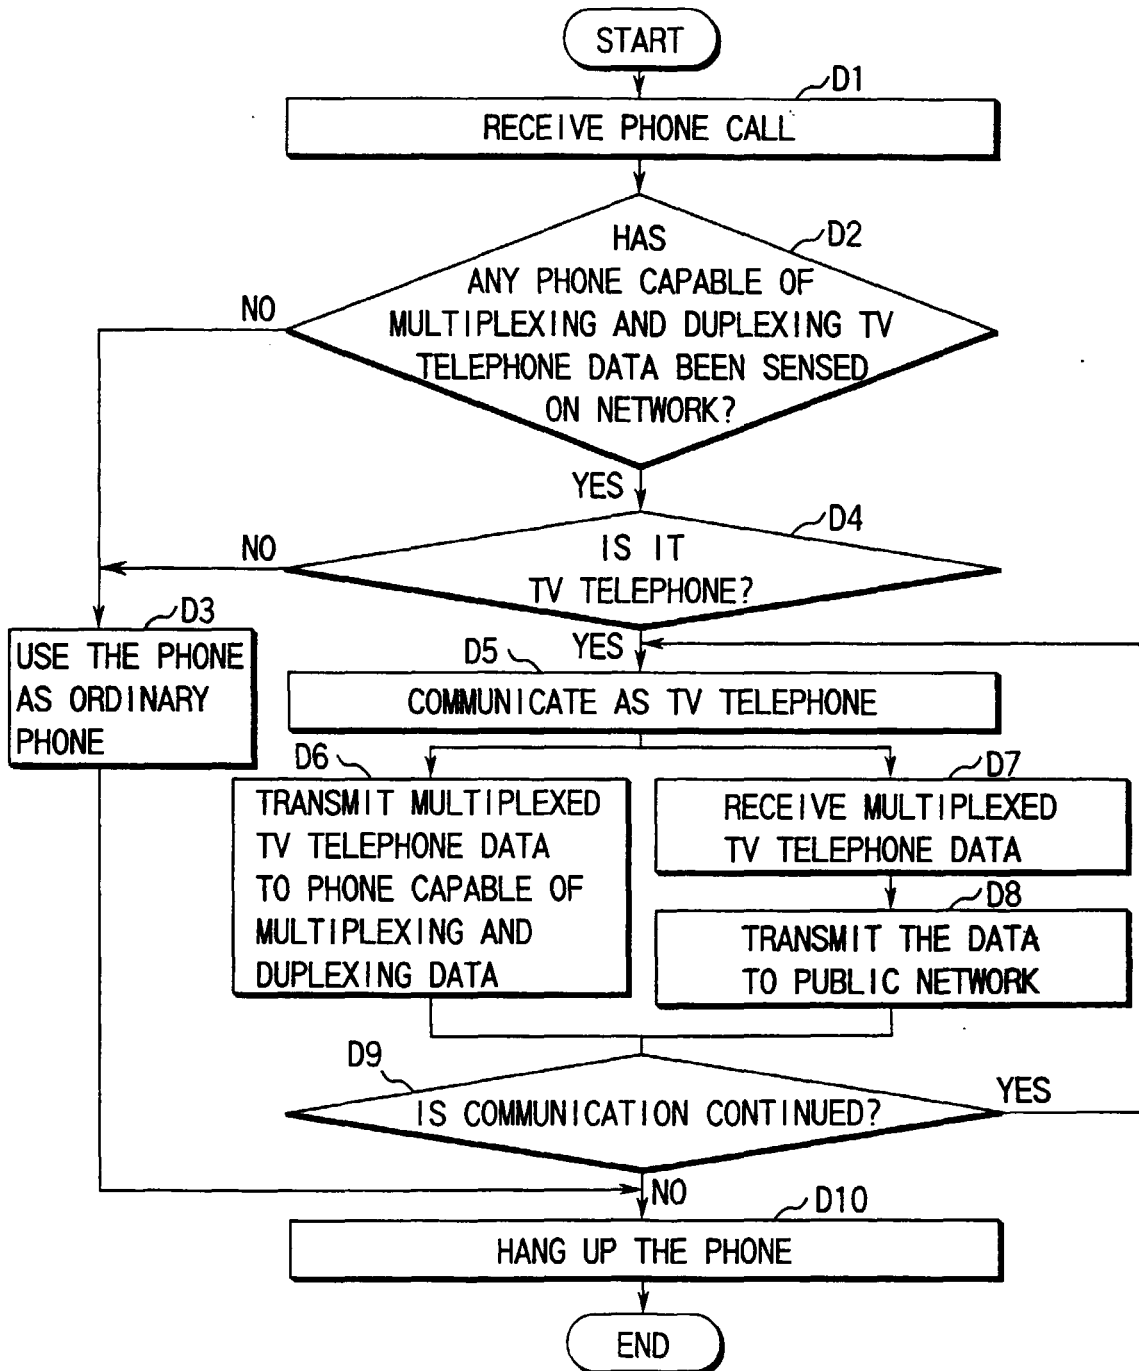 START
D1
RECEIVE PHONE CALL
D2
HAS
ANY PHONE CAPABLE OF
MULTIPLEXING AND DUPLEXING TV
TELEPHONE DATA BEEN SENSED
ON NETWORK?
NO
YES
D4
IS IT
TV TELEPHONE?
NO
YES
D3
USE THE PHONE
AS ORDINARY
PHONE
D5
COMMUNICATE AS TV TELEPHONE
D6
TRANSMIT MULTIPLEXED
TV TELEPHONE DATA
TO PHONE CAPABLE OF
MULTIPLEXING AND
DUPLEXING DATA
D7
RECEIVE MULTIPLEXED
TV TELEPHONE DATA
D8
TRANSMIT THE DATA
TO PUBLIC NETWORK
D9
IS COMMUNICATION CONTINUED?
YES
NO
D10
HANG UP THE PHONE
END